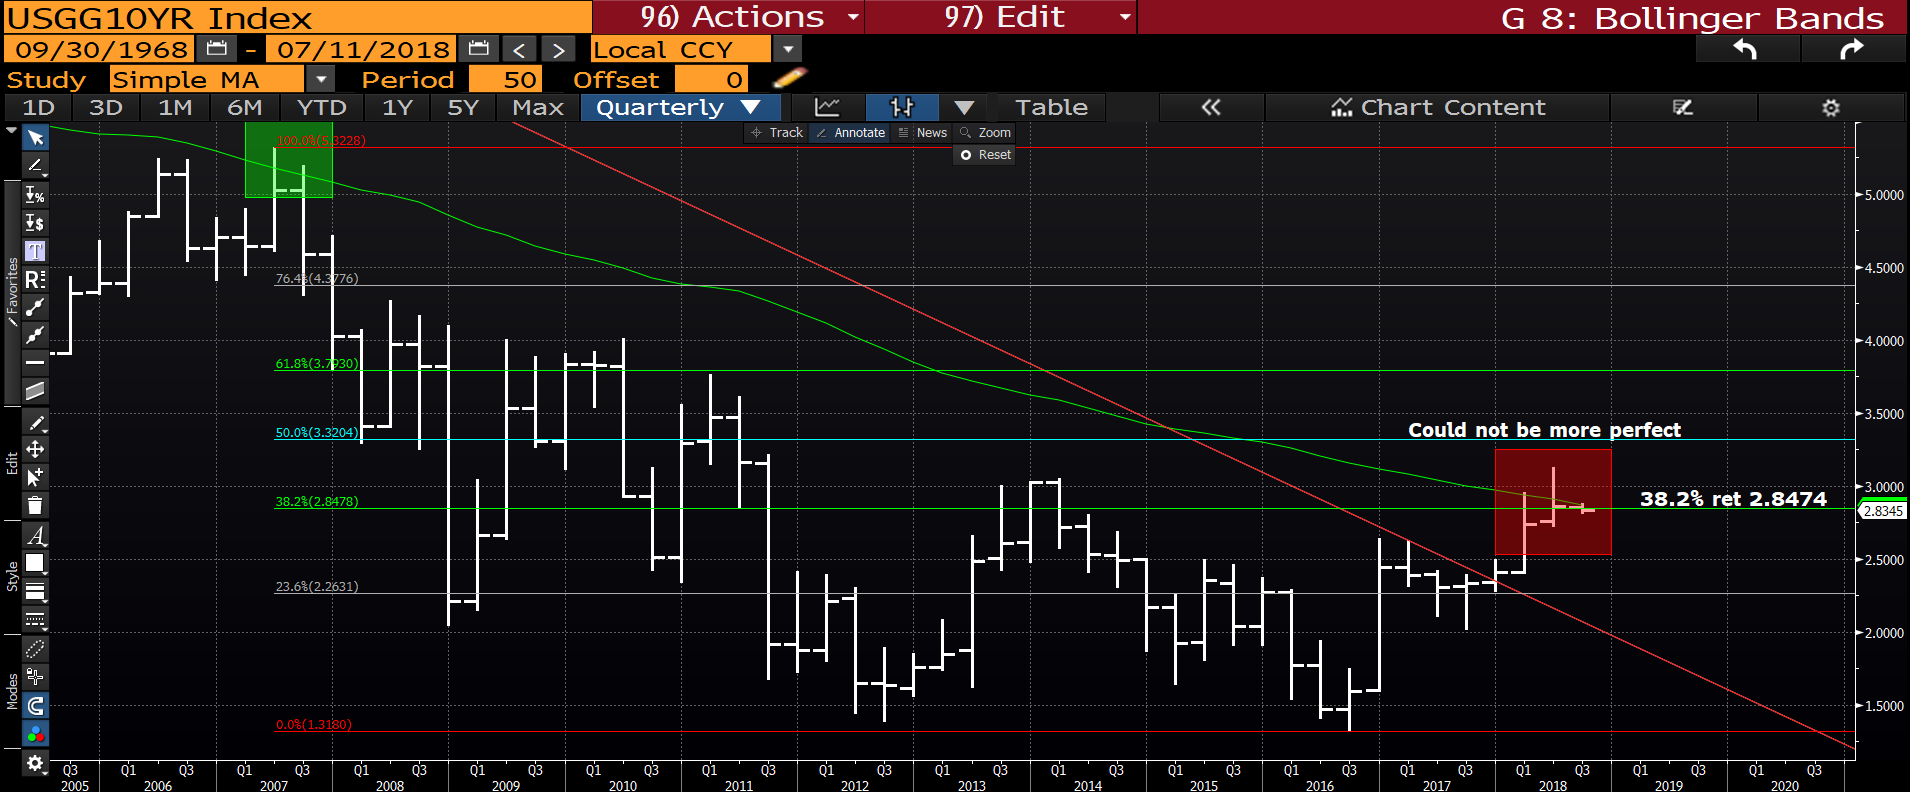 USGG10YR Index 96) Actions 97) Edit G 8: Bollinger Bands
09/30/1968 - 07/11/2018 < > Local CCY
Study Simple MA Period 50 Offset 0
1D 3D 1M 6M YTD 1Y 5Y Max Quarterly Table « Chart Content
Track Annotate News Zoom
Reset
100.0%(5.3228)
76.4%(4.3776)
61.8%(3.7930)
50.0%(3.3204)
38.2%(2.8478)
23.6%(2.2631)
0.0%(1.3180)
Could not be more perfect
38.2% ret 2.8474
5.0000
4.5000
4.0000
3.5000
3.0000
2.8345
2.5000
2.0000
1.5000
Favorites
Edit
Style
Modes
%
$
T
R
A
Q3 Q1 Q3 Q1 Q3 Q1 Q3 Q1 Q3 Q1 Q3 Q1 Q3 Q1 Q3 Q1 Q3 Q1 Q3 Q1 Q3 Q1 Q3 Q1 Q3 Q1 Q3 Q1 Q3 Q1 Q3
2005 2006 2007 2008 2009 2010 2011 2012 2013 2014 2015 2016 2017 2018 2019 2020